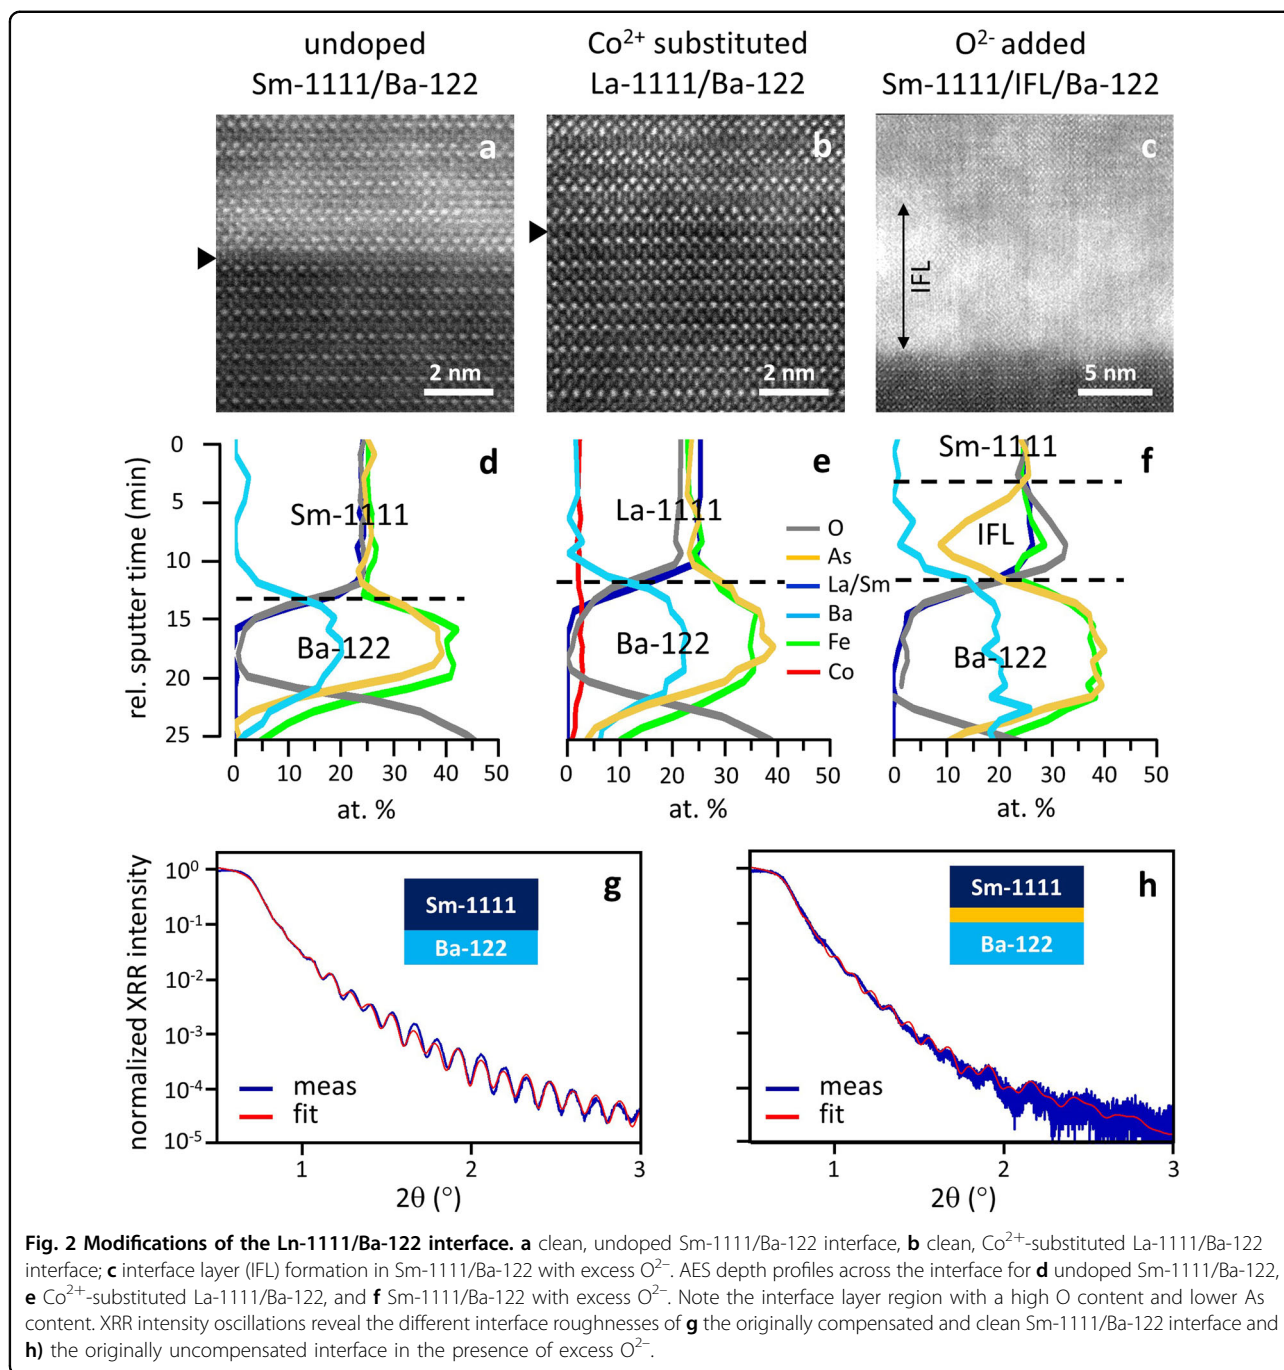 undoped
Sm-1111/Ba-122
Co²⁺ substituted
La-1111/Ba-122
O²⁻ added
Sm-1111/IFL/Ba-122
a
2 nm
b
2 nm
c
IFL
5 nm
rel. sputter time (min)
0
5
10
15
20
25
d
Sm-1111
Ba-122
0 10 20 30 40 50
at. %
e
La-1111
Ba-122
0 10 20 30 40 50
at. %
O
As
La/Sm
Ba
Fe
Co
f
Sm-1111
IFL
Ba-122
0 10 20 30 40 50
at. %
normalized XRR intensity
10⁰
10⁻¹
10⁻²
10⁻³
10⁻⁴
10⁻⁵
g
Sm-1111
Ba-122
meas
fit
1 2 3
2θ (°)
h
Sm-1111
Ba-122
meas
fit
1 2 3
2θ (°)
Fig. 2 Modifications of the Ln-1111/Ba-122 interface. a clean, undoped Sm-1111/Ba-122 interface, b clean, Co²⁺-substituted La-1111/Ba-122
interface; c interface layer (IFL) formation in Sm-1111/Ba-122 with excess O²⁻. AES depth profiles across the interface for d undoped Sm-1111/Ba-122,
e Co²⁺-substituted La-1111/Ba-122, and f Sm-1111/Ba-122 with excess O²⁻. Note the interface layer region with a high O content and lower As
content. XRR intensity oscillations reveal the different interface roughnesses of g the originally compensated and clean Sm-1111/Ba-122 interface and
h) the originally uncompensated interface in the presence of excess O²⁻.